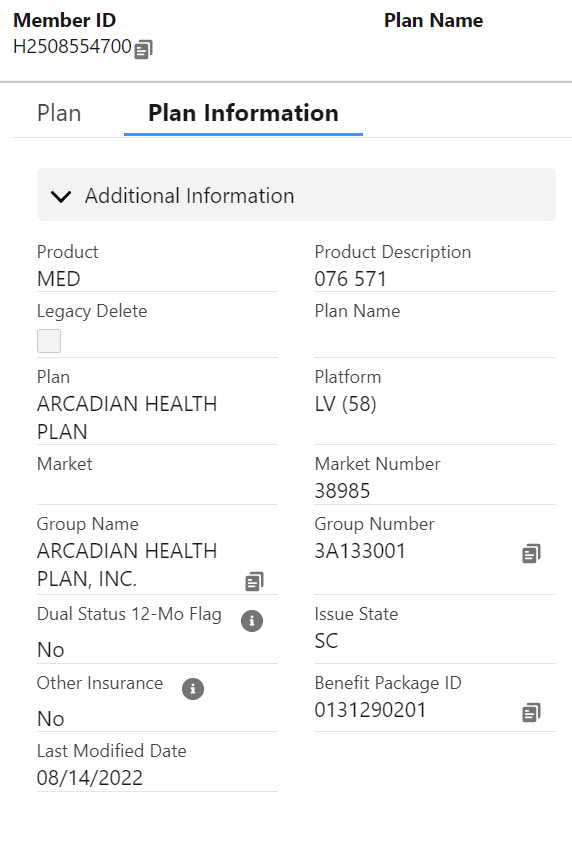 Member ID
Plan Name
H2508554700
Plan
Plan Information
Additional Information
Product
Product Description
MED
076 571
Legacy Delete
Plan Name
Plan
Platform
ARCADIAN HEALTH
LV (58)
PLAN
Market
Market Number
38985
Group Name
Group Number
ARCADIAN HEALTH
3A133001
PLAN, INC.
Dual Status 12-Mo Flag
Issue State
No
SC
Other Insurance
Benefit Package ID
No
0131290201
Last Modified Date
08/14/2022